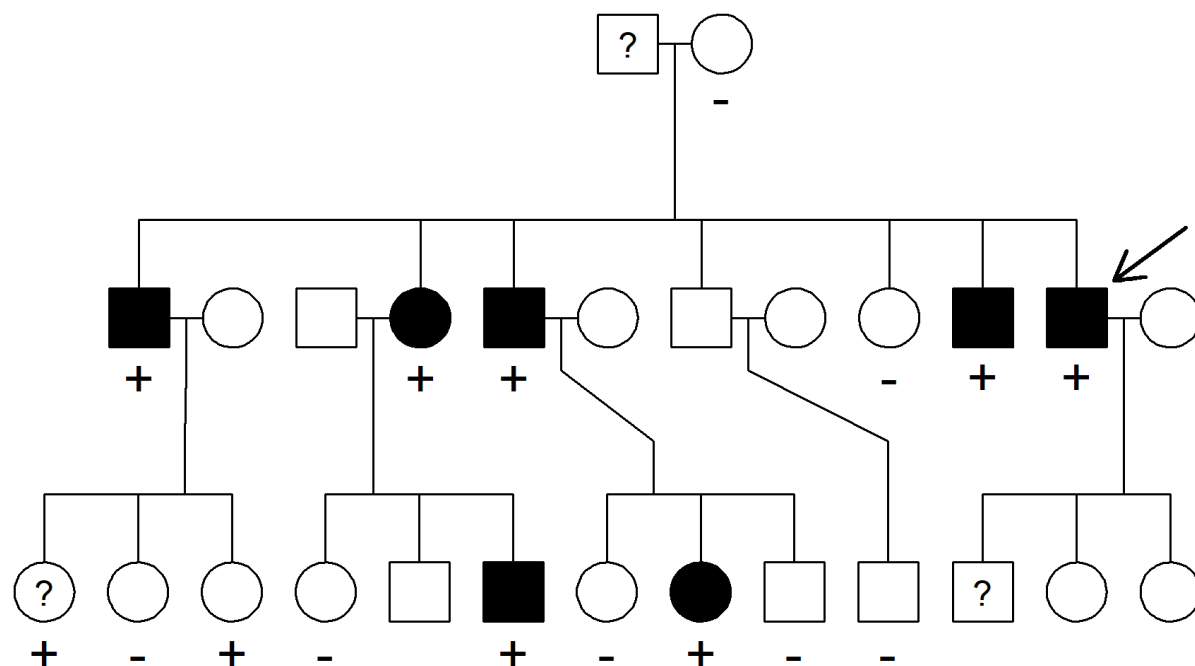 ?
-
+ + + - + +
? ?
+ - + - + - + - -